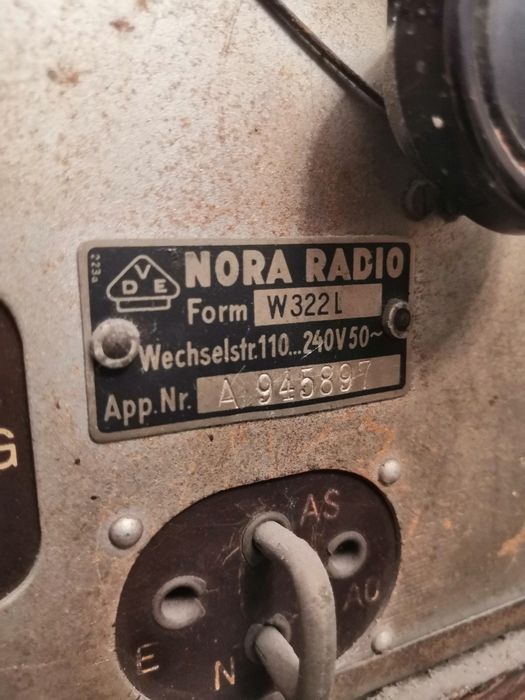 223a
VDE
NORA RADIO
Form W322L
Wechselstr.110...240V50~
App.Nr. A 945897
G
AS
AO
E
N